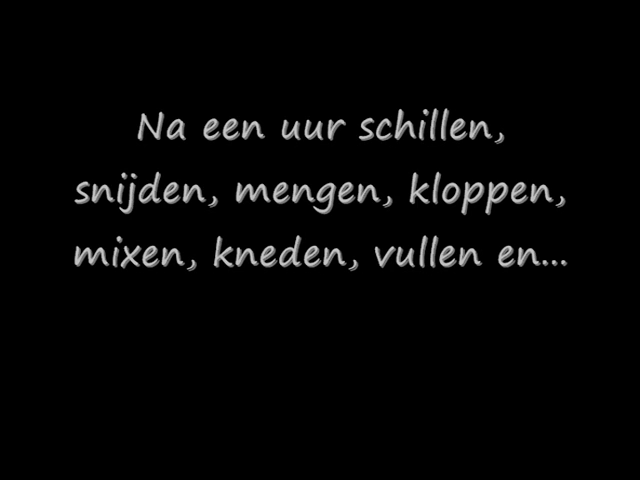 Na een uur schillen,
snijden, mengen, kloppen,
mixen, kneden, vullen en...